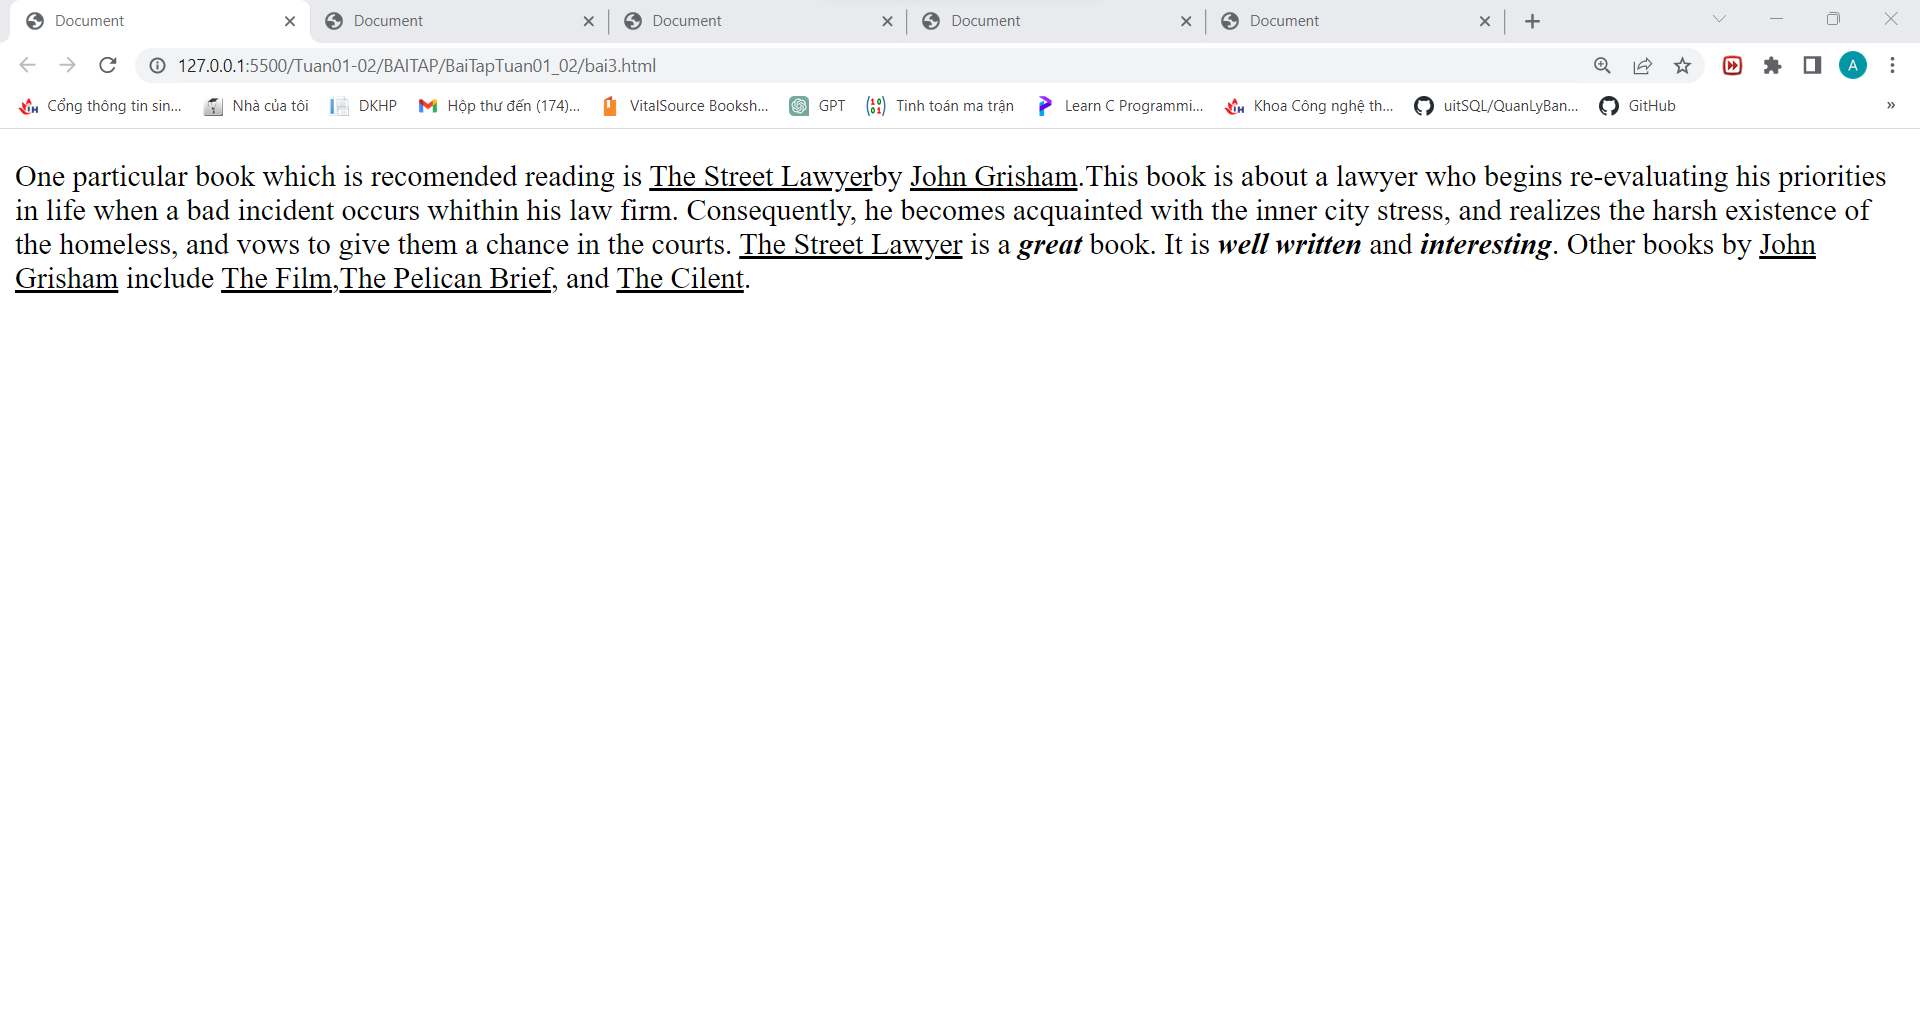 Document Document Document Document Document
127.0.0.1:5500/Tuan01-02/BAITAP/BaiTapTuan01_02/bai3.html A
Cổng thông tin sin... Nhà của tôi DKHP Hộp thư đến (174)... VitalSource Booksh... GPT Tinh toán ma trận Learn C Programmi... Khoa Công nghệ th... uitSQL/QuanLyBan... GitHub »
One particular book which is recomended reading is The Street Lawyerby John Grisham.This book is about a lawyer who begins re-evaluating his priorities
in life when a bad incident occurs whithin his law firm. Consequently, he becomes acquainted with the inner city stress, and realizes the harsh existence of
the homeless, and vows to give them a chance in the courts. The Street Lawyer is a great book. It is well written and interesting. Other books by John
Grisham include The Film,The Pelican Brief, and The Cilent.